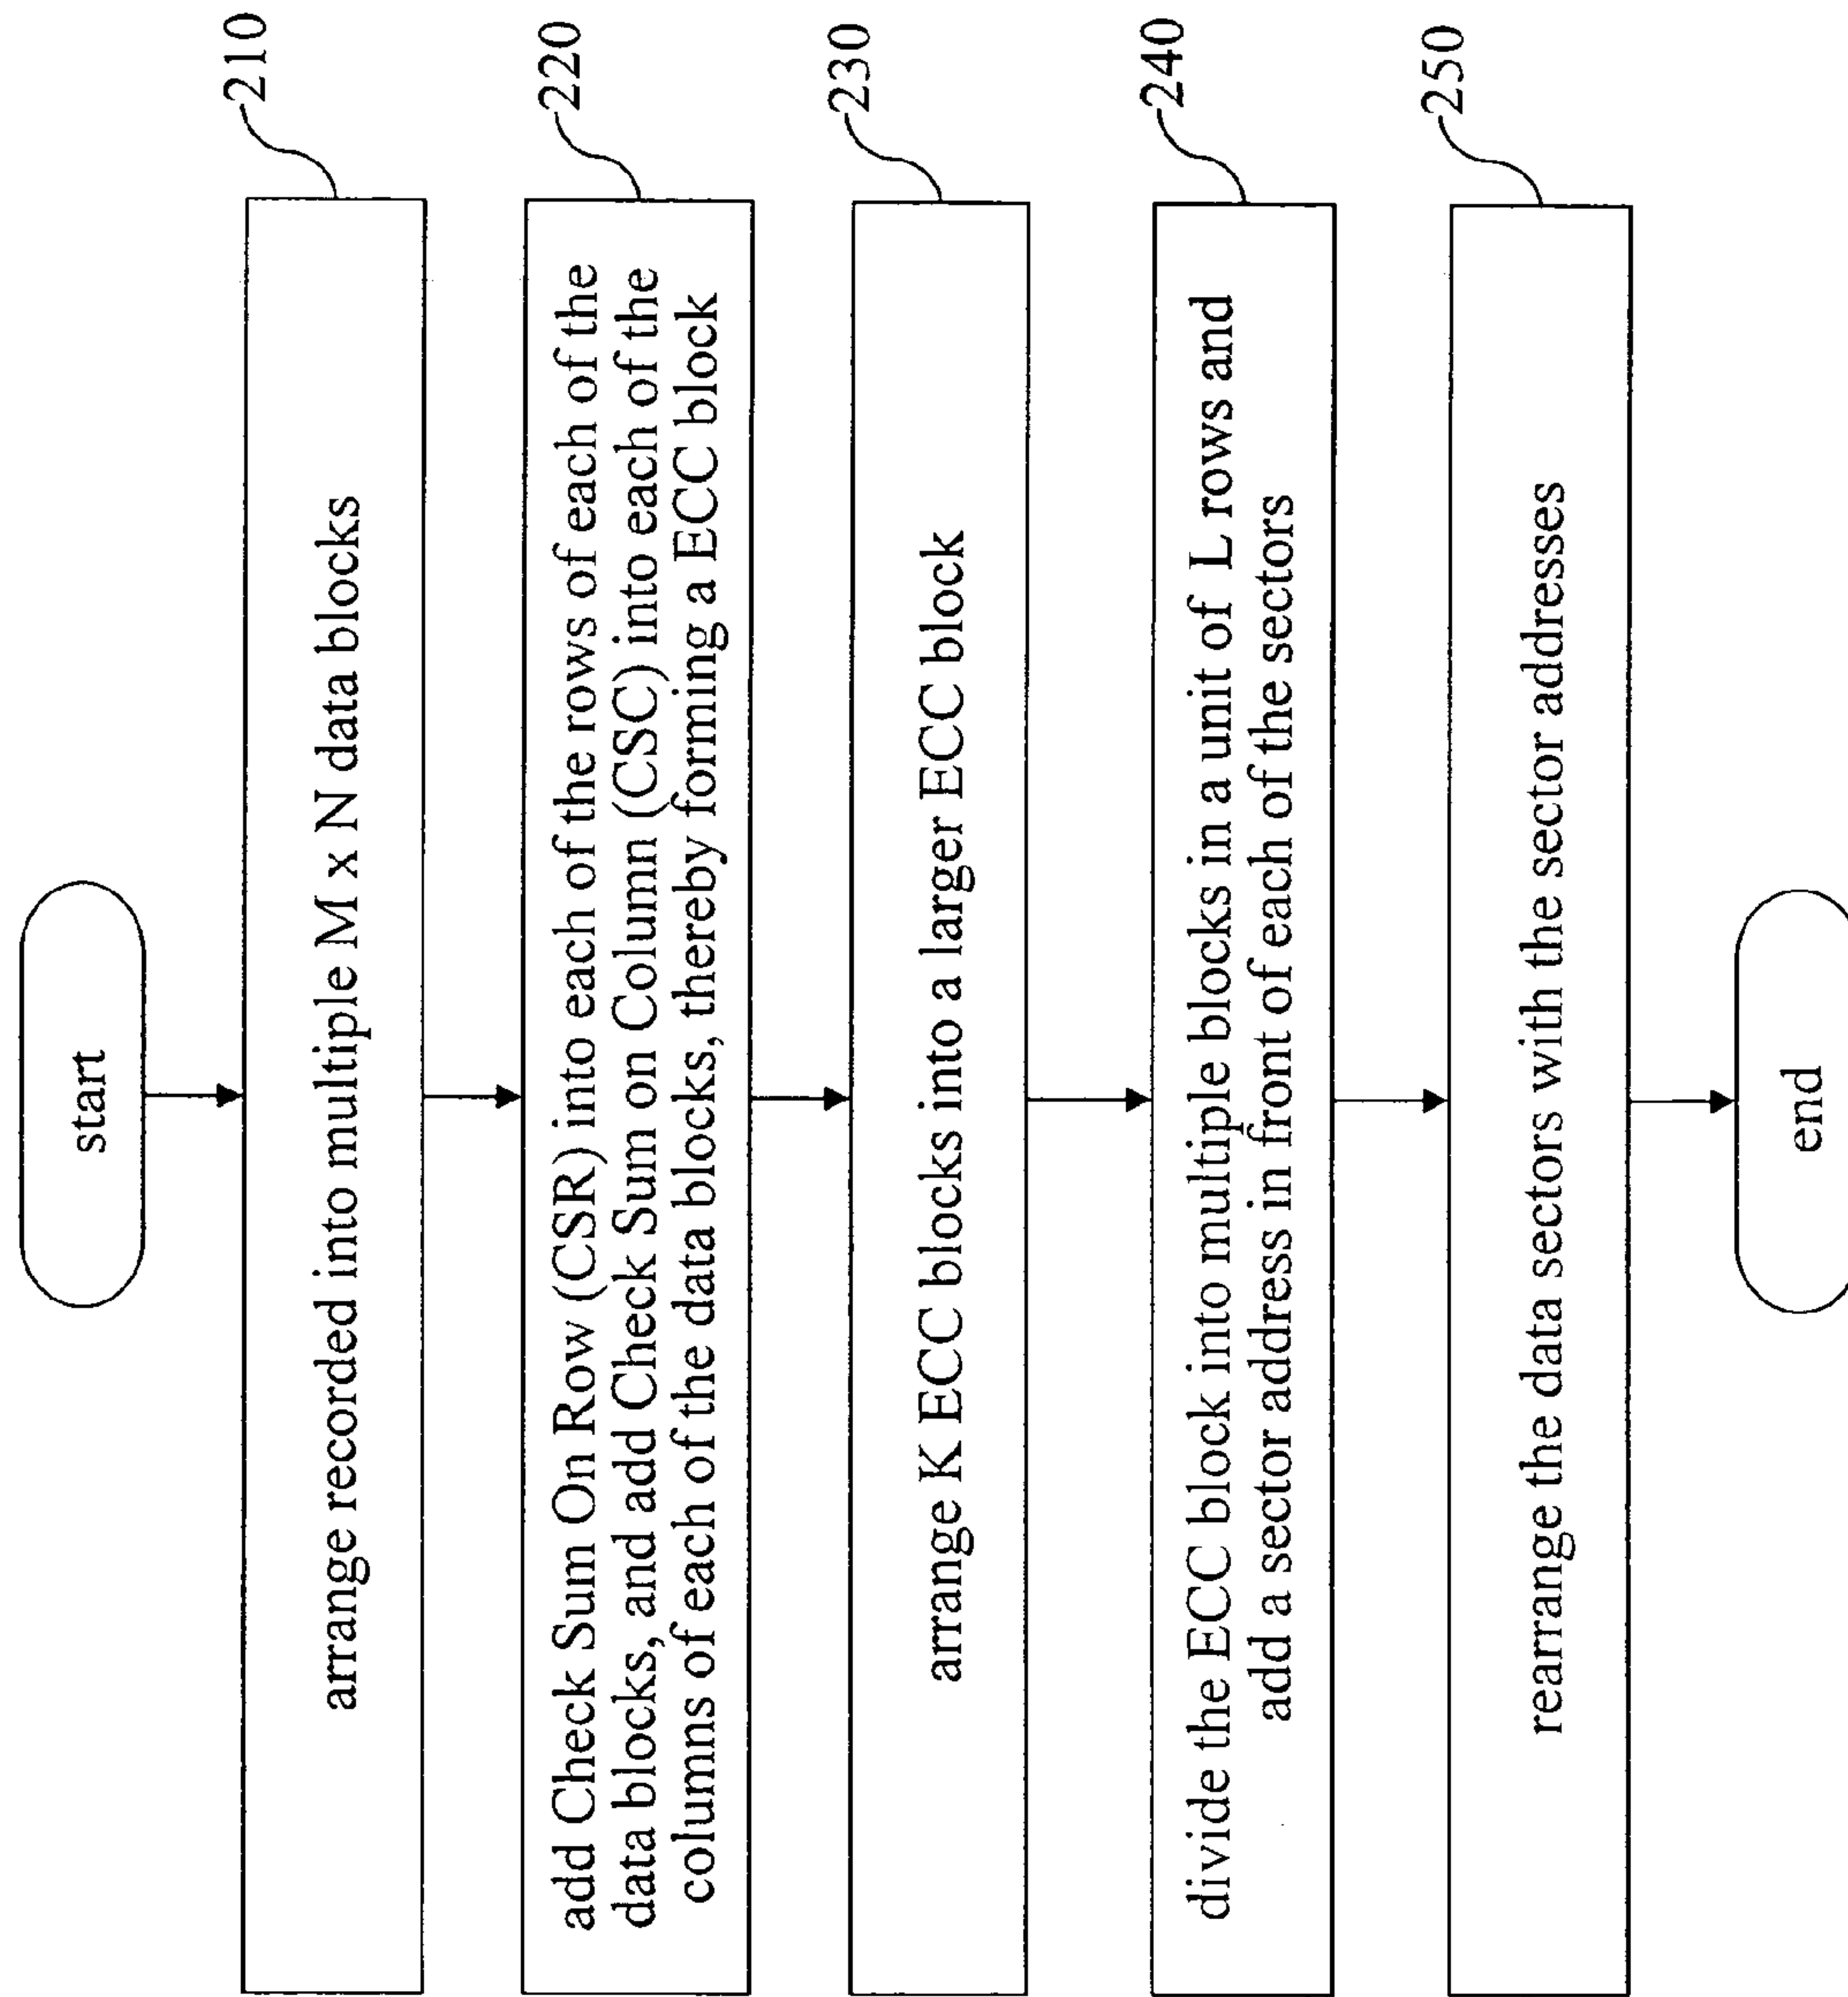 start
210
arrange recorded into multiple M x N data blocks
220
add Check Sum On Row (CSR) into each of the rows of each of the
data blocks, and add Check Sum on Column (CSC) into each of the
columns of each of the data blocks, thereby forming a ECC block
230
arrange K ECC blocks into a larger ECC block
240
divide the ECC block into multiple blocks in a unit of L rows and
add a sector address in front of each of the sectors
250
rearrange the data sectors with the sector addresses
end